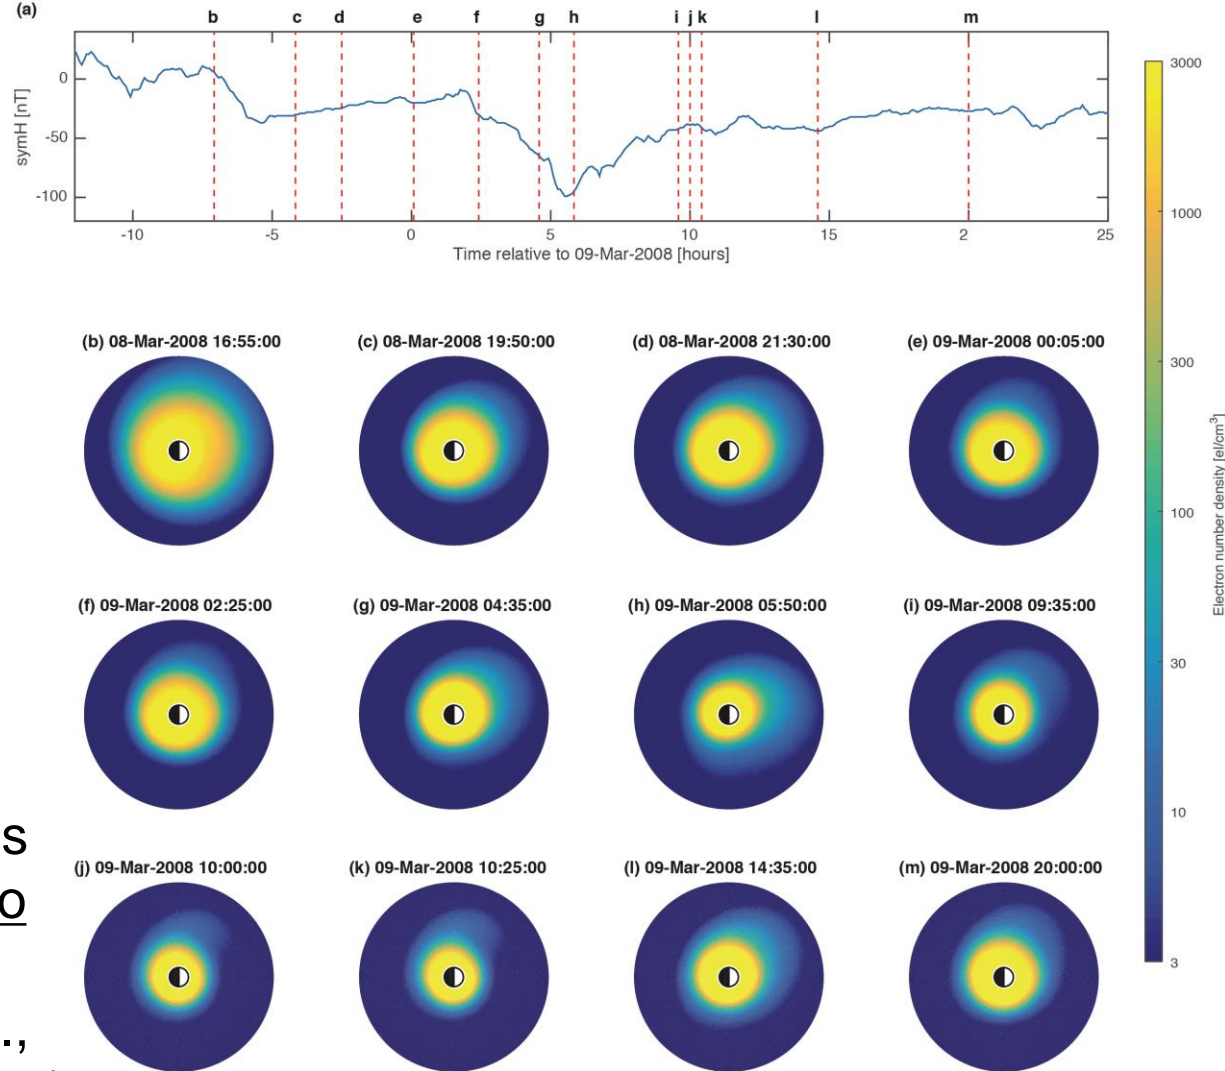 (a)
b c d e f g h i j k l m
0
-50
-100
symH [nT]
-10 -5 0 5 10 15 2 25
Time relative to 09-Mar-2008 [hours]
(b) 08-Mar-2008 16:55:00
(c) 08-Mar-2008 19:50:00
(d) 08-Mar-2008 21:30:00
(e) 09-Mar-2008 00:05:00
(f) 09-Mar-2008 02:25:00
(g) 09-Mar-2008 04:35:00
(h) 09-Mar-2008 05:50:00
(i) 09-Mar-2008 09:35:00
(j) 09-Mar-2008 10:00:00
(k) 09-Mar-2008 10:25:00
(l) 09-Mar-2008 14:35:00
(m) 09-Mar-2008 20:00:00
3000
1000
300
100
30
10
3
Electron number density [el/cm³]
s
o
.,